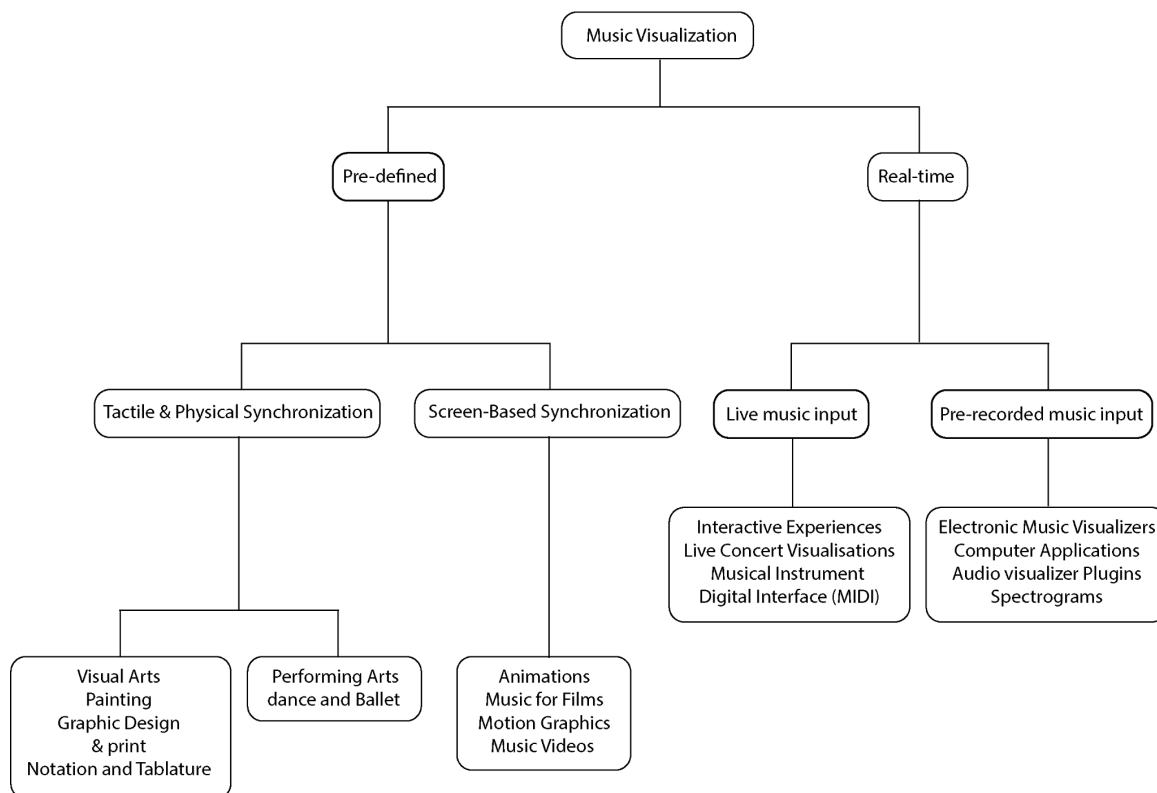 Music Visualization
Pre-defined
Real-time
Tactile & Physical Synchronization
Screen-Based Synchronization
Live music input
Pre-recorded music input
Interactive Experiences
Live Concert Visualisations
Musical Instrument
Digital Interface (MIDI)
Electronic Music Visualizers
Computer Applications
Audio visualizer Plugins
Spectrograms
Visual Arts
Painting
Graphic Design
& print
Notation and Tablature
Performing Arts
dance and Ballet
Animations
Music for Films
Motion Graphics
Music Videos